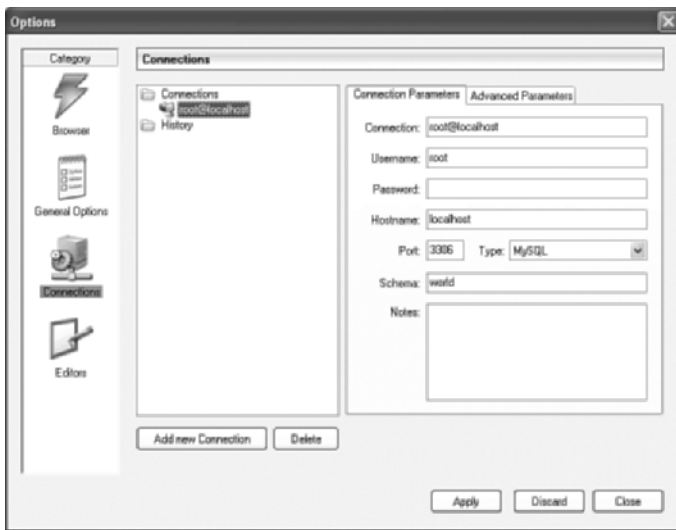 Options
Category
Browser
General Options
Connections
Editors
Connections
Connections
root@localhost
History
Add new Connection
Delete
Connection Parameters
Advanced Parameters
Connection: root@localhost
Username: root
Password:
Hostname: localhost
Port: 3306 Type: MySQL
Schema: world
Notes:
Apply
Discard
Close